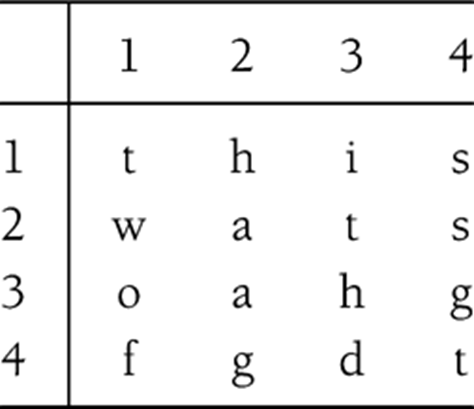 1 2 3 4
1 t h i s
2 w a t s
3 o a h g
4 f g d t